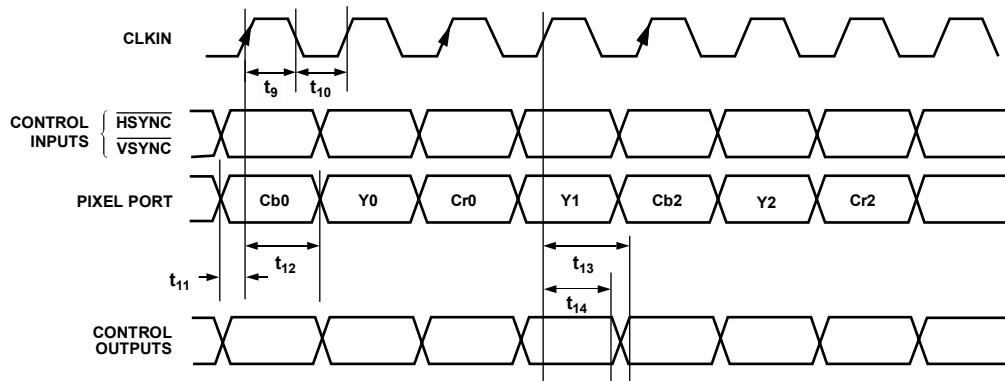 CLKIN
t9
t10
CONTROL INPUTS
HSYNC
VSYNC
PIXEL PORT
Cb0 Y0 Cr0 Y1 Cb2 Y2 Cr2
t12
t13
t11
t14
CONTROL OUTPUTS